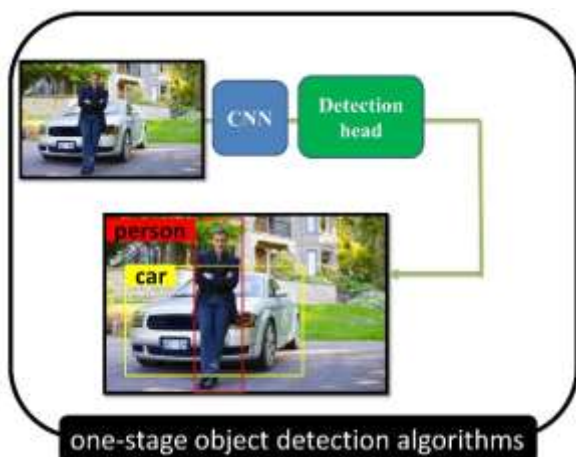 CNN
Detection
head
person
car
one-stage object detection algorithms